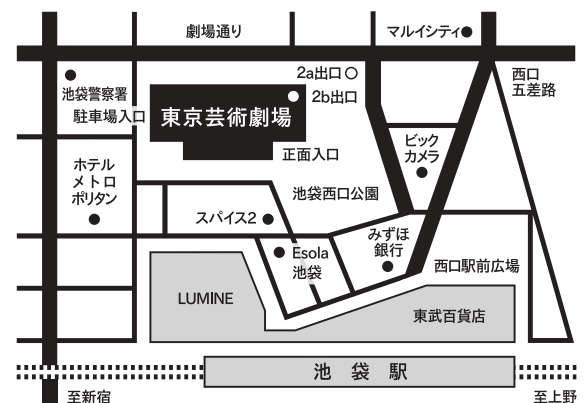 劇場通り
マルイシティ
2a出口
西口
五差路
池袋警察署
2b出口
駐車場入口
東京芸術劇場
正面入口
ビック
カメラ
ホテル
メトロ
ポリタン
池袋西口公園
スパイス2
みずほ
銀行
Esola
池袋
西口駅前広場
LUMINE
東武百貨店
池袋駅
至新宿
至上野